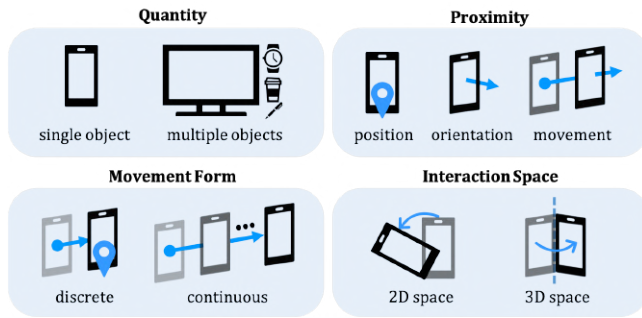 Quantity
single object
multiple objects
Proximity
position
orientation
movement
Movement Form
discrete
continuous
Interaction Space
2D space
3D space